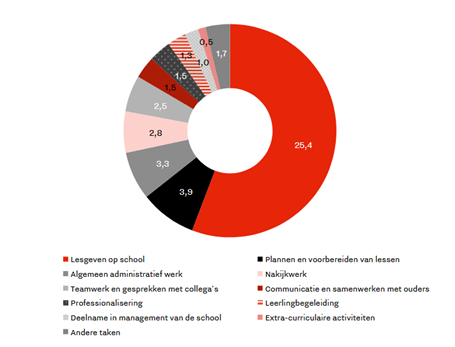 0,5
1,7
1,3
1,0
1,5
1,5
2,5
25,4
2,8
3,3
3,9
Lesgeven op school
Plannen en voorbereiden van lessen
Algemeen administratief werk
Nakijkwerk
Teamwerk en gesprekken met collega's
Communicatie en samenwerken met ouders
Professionalisering
Leerlingbegeleiding
Deelname in management van de school
Extra-curriculaire activiteiten
Andere taken